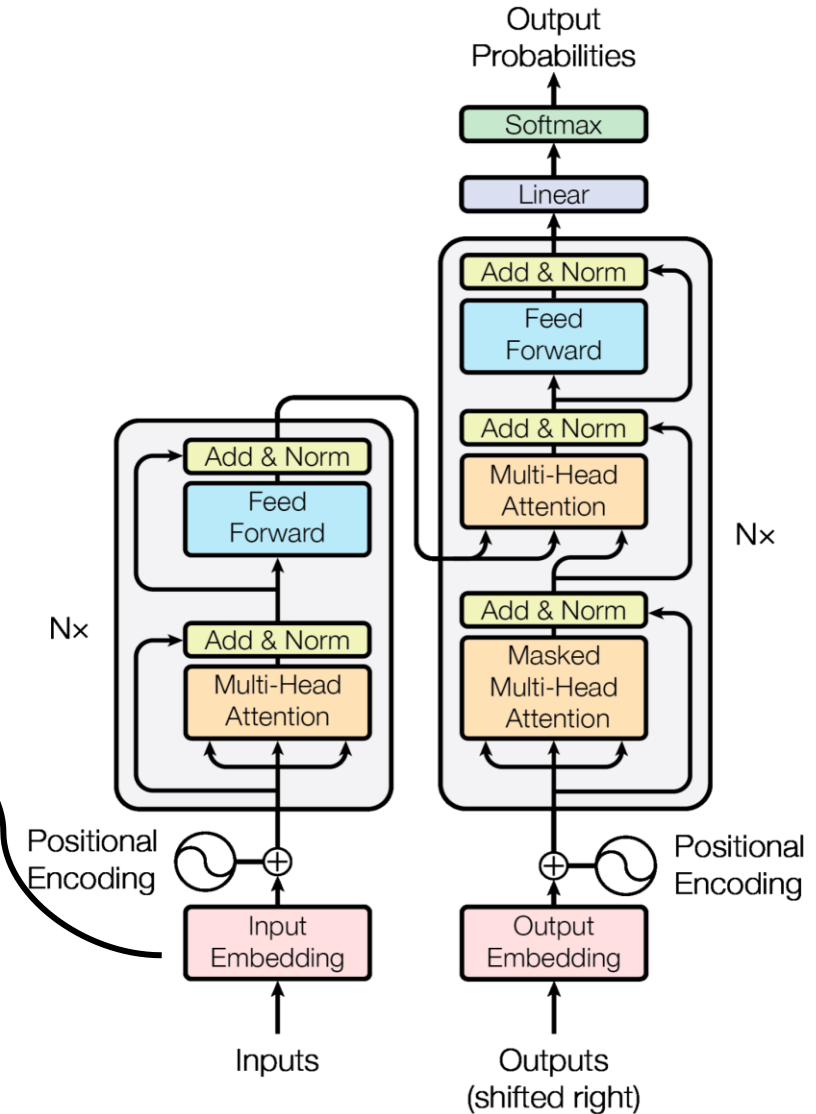 Output
Probabilities
Softmax
Linear
Add & Norm
Feed
Forward
Add & Norm
Multi-Head
Attention
Add & Norm
Masked
Multi-Head
Attention
Nx
Add & Norm
Feed
Forward
Add & Norm
Multi-Head
Attention
Nx
Positional
Encoding
Positional
Encoding
Input
Embedding
Output
Embedding
Inputs
Outputs
(shifted right)